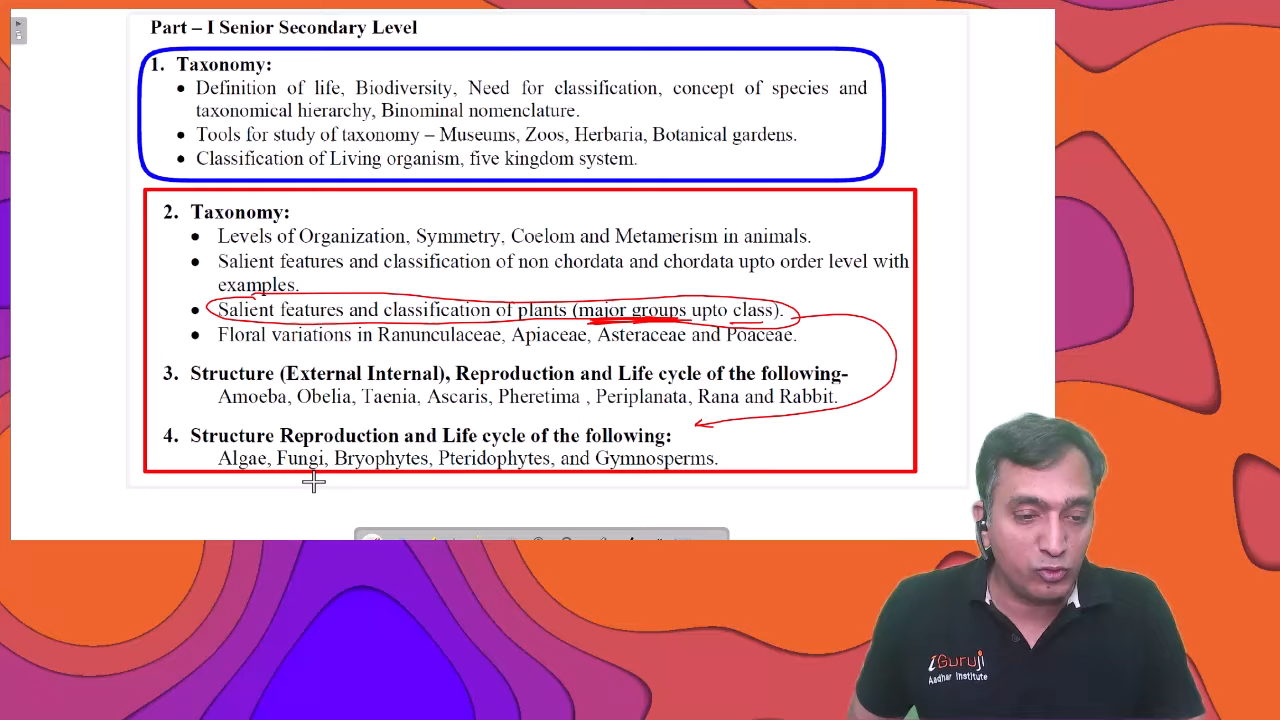 Part – I Senior Secondary Level
1. Taxonomy:
• Definition of life, Biodiversity, Need for classification, concept of species and
taxonomical hierarchy, Binominal nomenclature.
• Tools for study of taxonomy – Museums, Zoos, Herbaria, Botanical gardens.
• Classification of Living organism, five kingdom system.
2. Taxonomy:
• Levels of Organization, Symmetry, Coelom and Metamerism in animals.
• Salient features and classification of non chordata and chordata upto order level with
examples.
• Salient features and classification of plants (major groups upto class).
• Floral variations in Ranunculaceae, Apiaceae, Asteraceae and Poaceae.
3. Structure (External Internal), Reproduction and Life cycle of the following-
Amoeba, Obelia, Taenia, Ascaris, Pheretima , Periplanata, Rana and Rabbit.
4. Structure Reproduction and Life cycle of the following:
Algae, Fungi, Bryophytes, Pteridophytes, and Gymnosperms.
iGuruji
Aadhar Institute